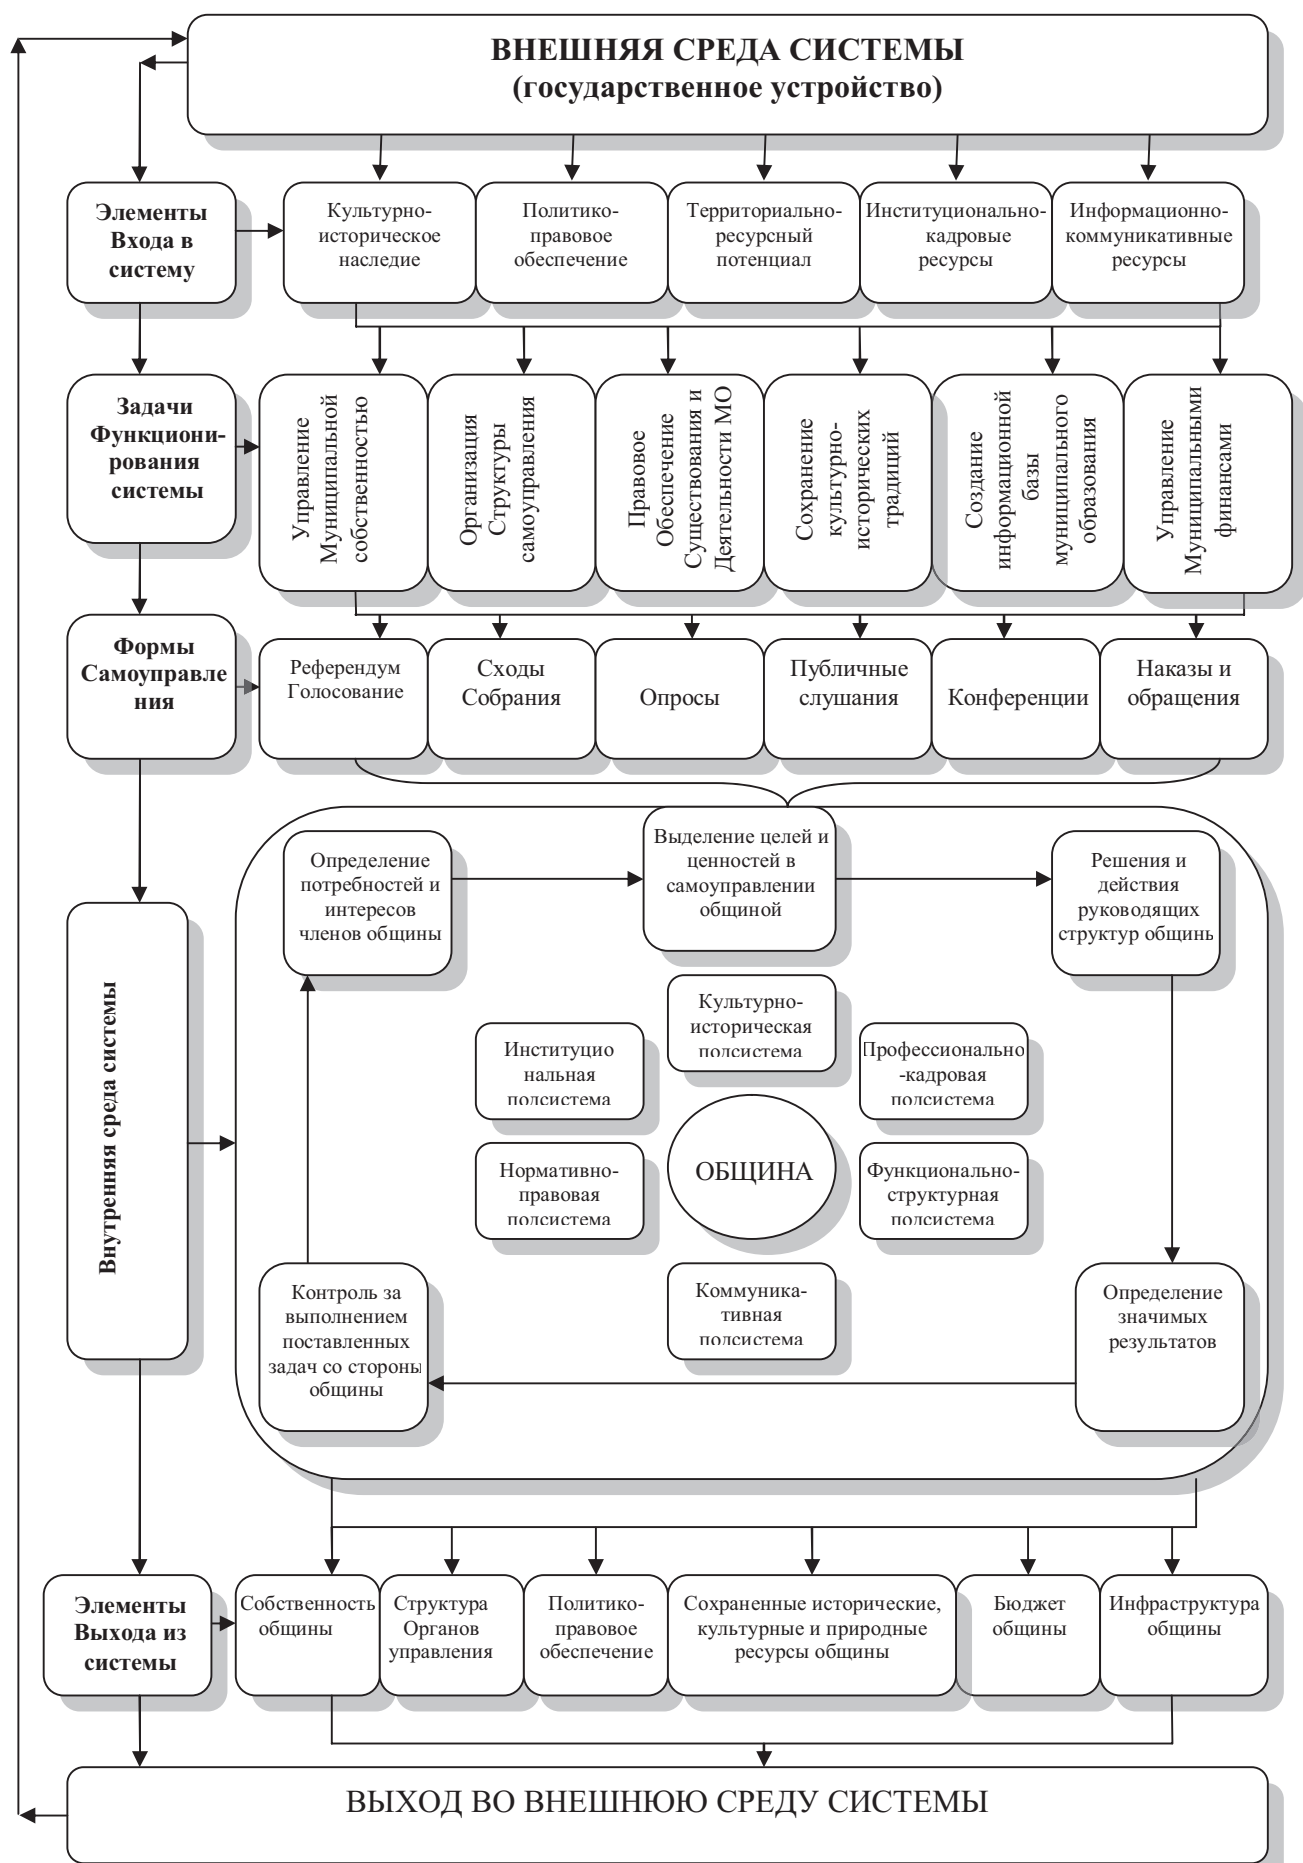 ВНЕШНЯЯ СРЕДА СИСТЕМЫ
(государственное устройство)
Элементы
Входа в
систему
Культурно-
историческое
наследие
Политико-
правовое
обеспечение
Территориально-
ресурсный
потенциал
Институционально-
кадровые
ресурсы
Информационно-
коммуникативные
ресурсы
Задачи
Функциони-
рования
системы
Управление
Муниципальной
собственностью
Организация
Структуры
самоуправления
Правовое
Обеспечение
Существования и
Деятельности МО
Сохранение
культурно-
исторических
традиций
Создание
информационной
базы
муниципального
образования
Управление
Муниципальными
финансами
Формы
Самоуправле
ния
Референдум
Голосование
Сходы
Собрания
Опросы
Публичные
слушания
Конференции
Наказы и
обращения
Внутренняя среда системы
Определение
потребностей и
интересов
членов общины
Выделение целей и
ценностей в
самоуправлении
общиной
Решения и
действия
руководящих
структур общины
Культурно-
историческая
подсистема
Институцио
нальная
подсистема
Профессионально
-кадровая
подсистема
ОБЩИНА
Нормативно-
правовая
подсистема
Функционально-
структурная
подсистема
Коммуника-
тивная
подсистема
Контроль за
выполнением
поставленных
задач со стороны
общины
Определение
значимых
результатов
Элементы
Выхода из
системы
Собственность
общины
Структура
Органов
управления
Политико-
правовое
обеспечение
Сохраненные исторические,
культурные и природные
ресурсы общины
Бюджет
общины
Инфраструктура
общины
ВЫХОД ВО ВНЕШНЮЮ СРЕДУ СИСТЕМЫ